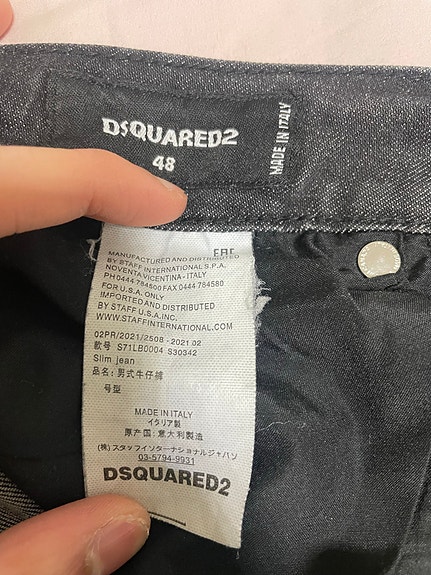 DSQUARED2
48
MADE IN ITALY
EAC
MANUFACTURED AND DISTRIBUTED
BY STAFF INTERNATIONAL S.P.A.
NOVENTA VICENTINA - ITALY
PH 0444 784600 FAX 0444 784580
FOR U.S.A. ONLY
IMPORTED AND DISTRIBUTED
BY STAFF U.S.A. INC.
WWW.STAFFINTERNATIONAL.COM
02PR/2021/2508 - 2021.02
款号 S71LB0004 S30342
Slim jean
品名: 男式牛仔裤
号型
MADE IN ITALY
イタリア製
原产国: 意大利製造
(株) スタッフインターナショナルジャパン
03-5794-9931
DSQUARED2